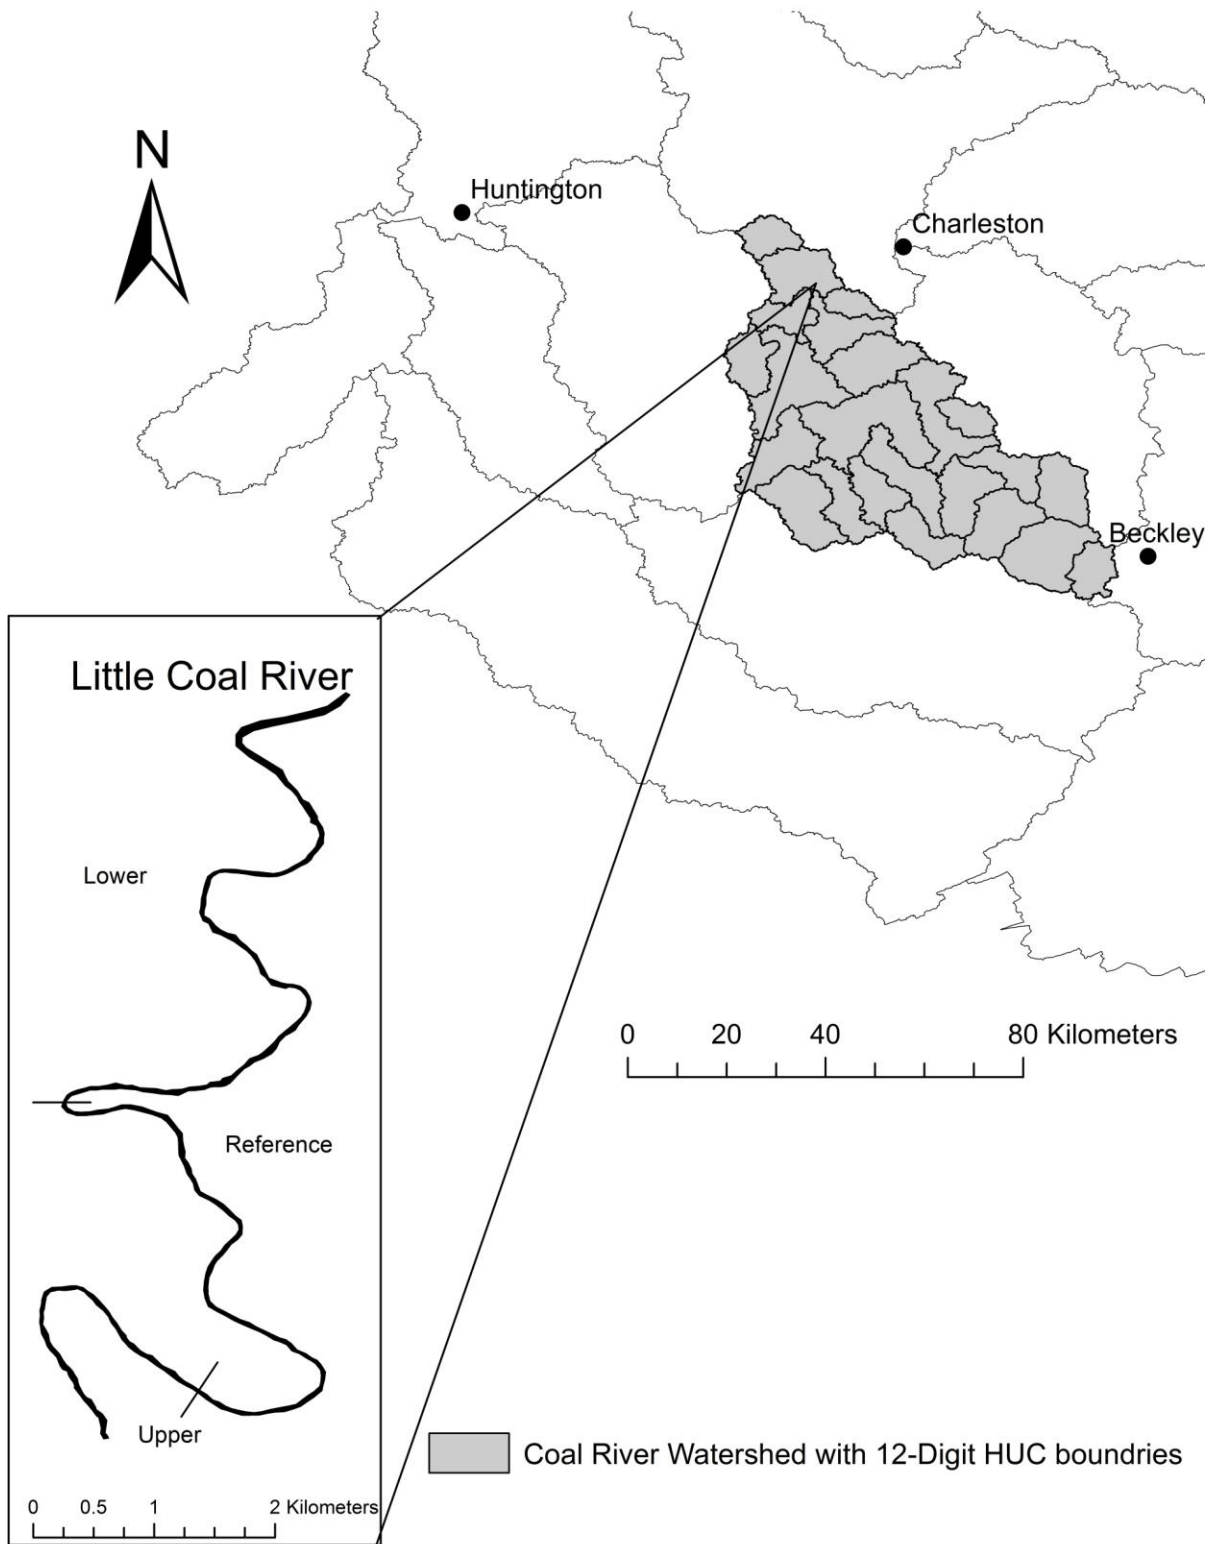 N
Huntington
Charleston
Beckley
Little Coal River
Lower
0 20 40 80 Kilometers
Reference
Upper
Coal River Watershed with 12-Digit HUC boundries
0 0.5 1 2 Kilometers